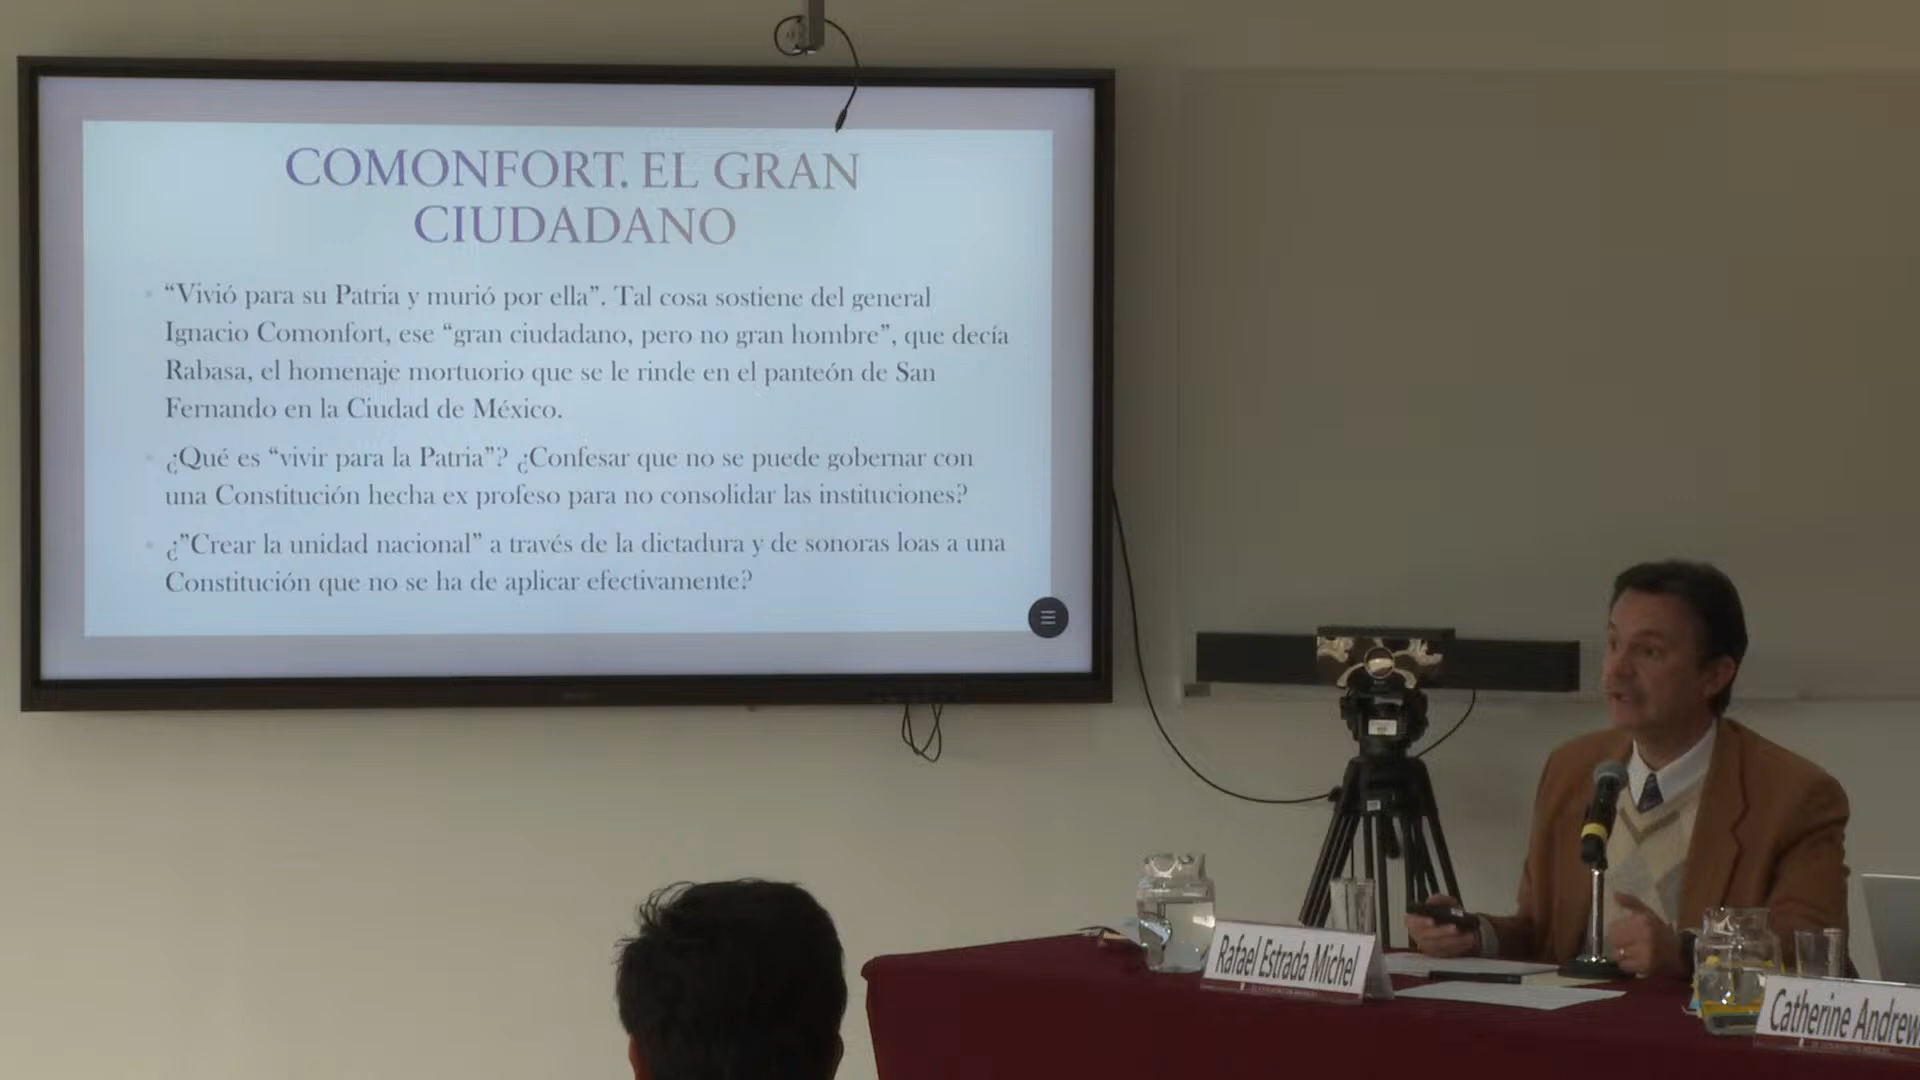 COMONFORT. EL GRAN
CIUDADANO
“Vivió para su Patria y murió por ella”. Tal cosa sostiene del general
Ignacio Comonfort, ese “gran ciudadano, pero no gran hombre”, que decía
Rabasa, el homenaje mortuorio que se le rinde en el panteón de San
Fernando en la Ciudad de México.
¿Qué es “vivir para la Patria”? ¿Confesar que no se puede gobernar con
una Constitución hecha ex profeso para no consolidar las instituciones?
¿”Crear la unidad nacional” a través de la dictadura y de sonoras loas a una
Constitución que no se ha de aplicar efectivamente?
Rafael Estrada Michel
Catherine Andrew